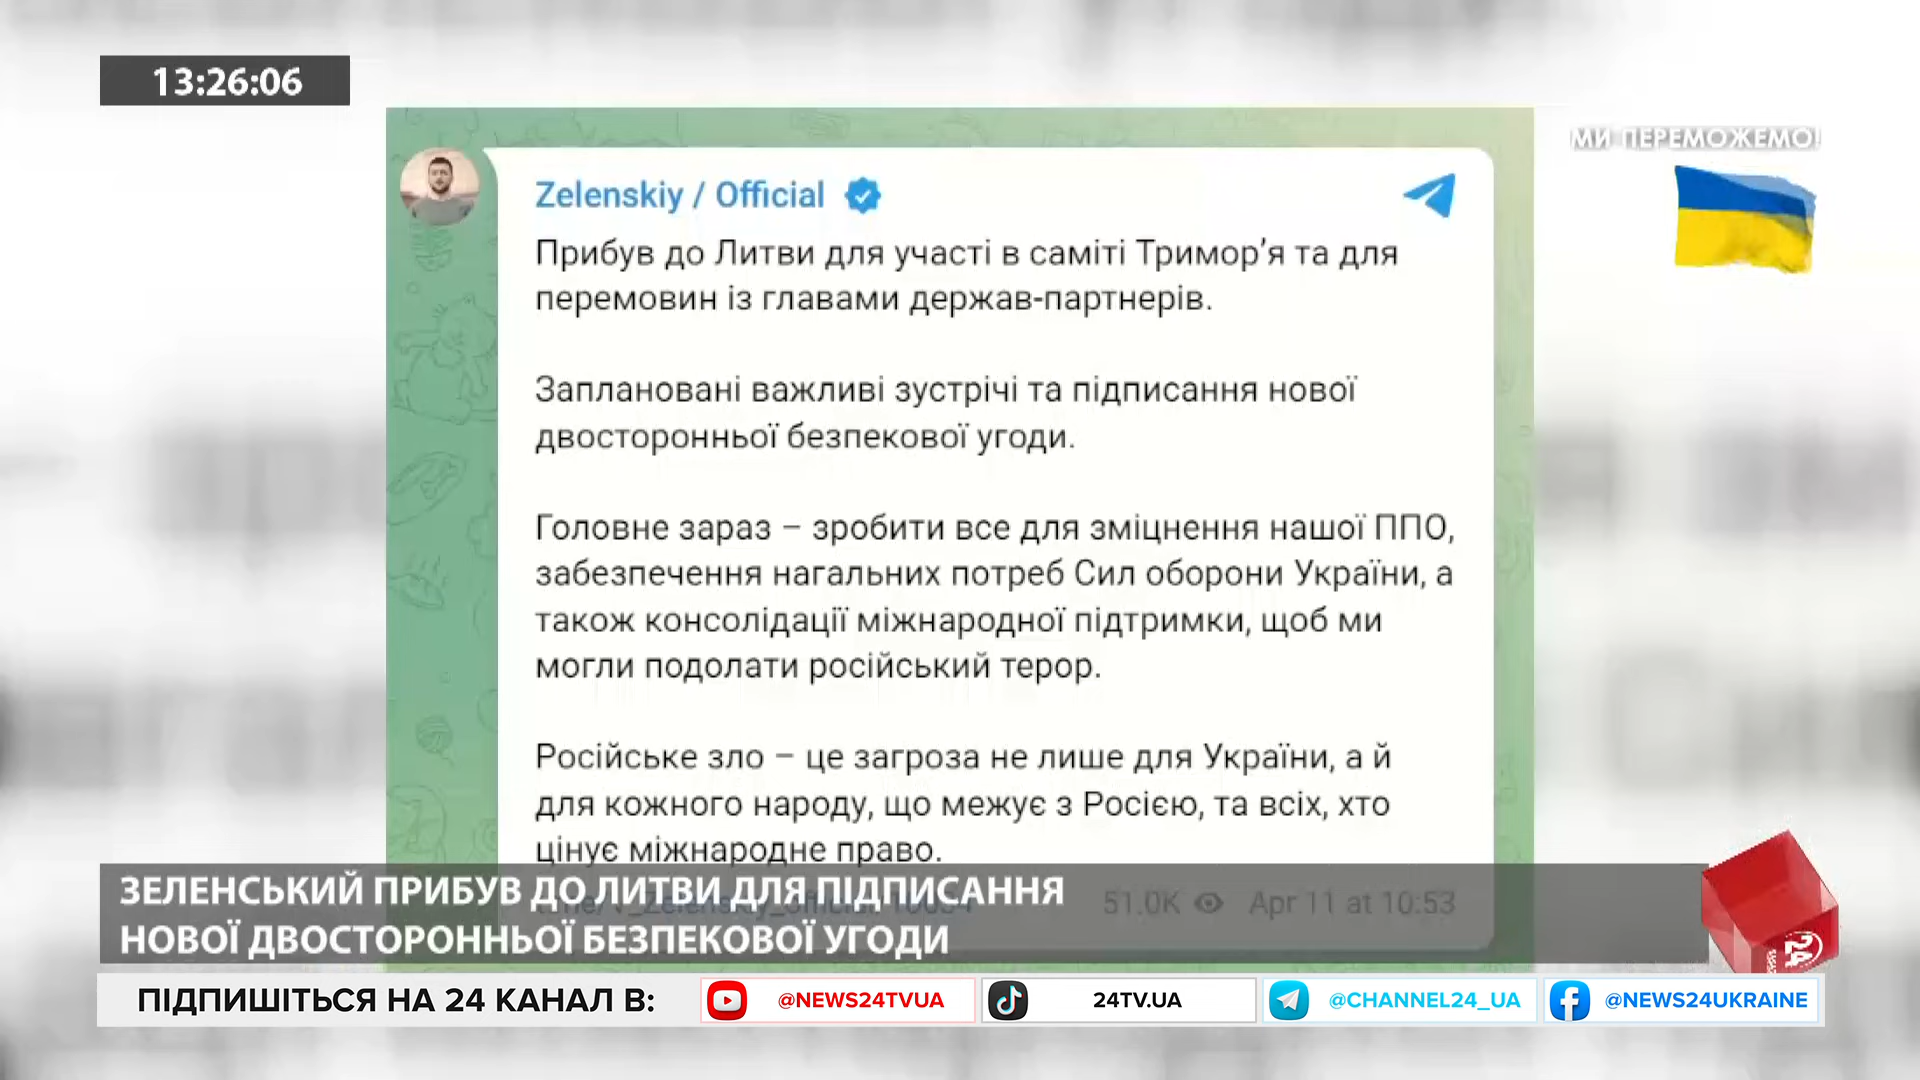 13:26:06
МИ ПЕРЕМОЖЕМО!
Zelenskiy / Official
Прибув до Литви для участі в саміті Тримор’я та для
перемовин із главами держав-партнерів.
Заплановані важливі зустрічі та підписання нової
двосторонньої безпекової угоди.
Головне зараз – зробити все для зміцнення нашої ППО,
забезпечення нагальних потреб Сил оборони України, а
також консолідації міжнародної підтримки, щоб ми
могли подолати російський терор.
Російське зло – це загроза не лише для України, а й
для кожного народу, що межує з Росією, та всіх, хто
цінує міжнародне право.
51.0K Apr 11 at 10:53
ЗЕЛЕНСЬКИЙ ПРИБУВ ДО ЛИТВИ ДЛЯ ПІДПИСАННЯ
НОВОЇ ДВОСТОРОННЬОЇ БЕЗПЕКОВОЇ УГОДИ
24
ПІДПИШІТЬСЯ НА 24 КАНАЛ В: @NEWS24TVUA 24TV.UA @CHANNEL24_UA @NEWS24UKRAINE